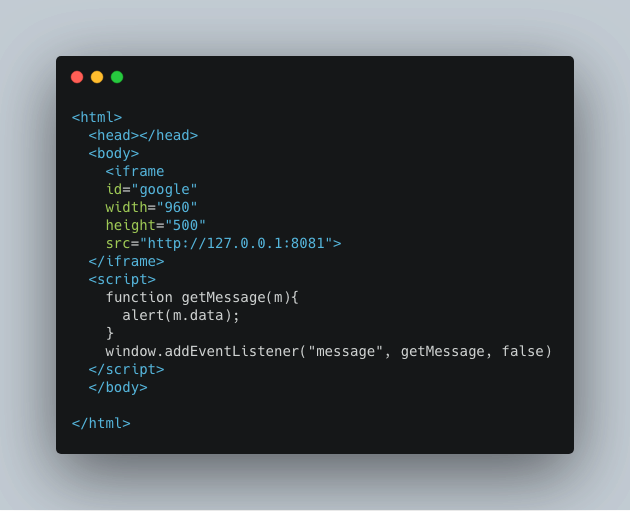 <html>
  <head></head>
  <body>
    <iframe
    id="google"
    width="960"
    height="500"
    src="http://127.0.0.1:8081">
  </iframe>
  <script>
    function getMessage(m){
      alert(m.data);
    }
    window.addEventListener("message", getMessage, false)
  </script>
  </body>

</html>